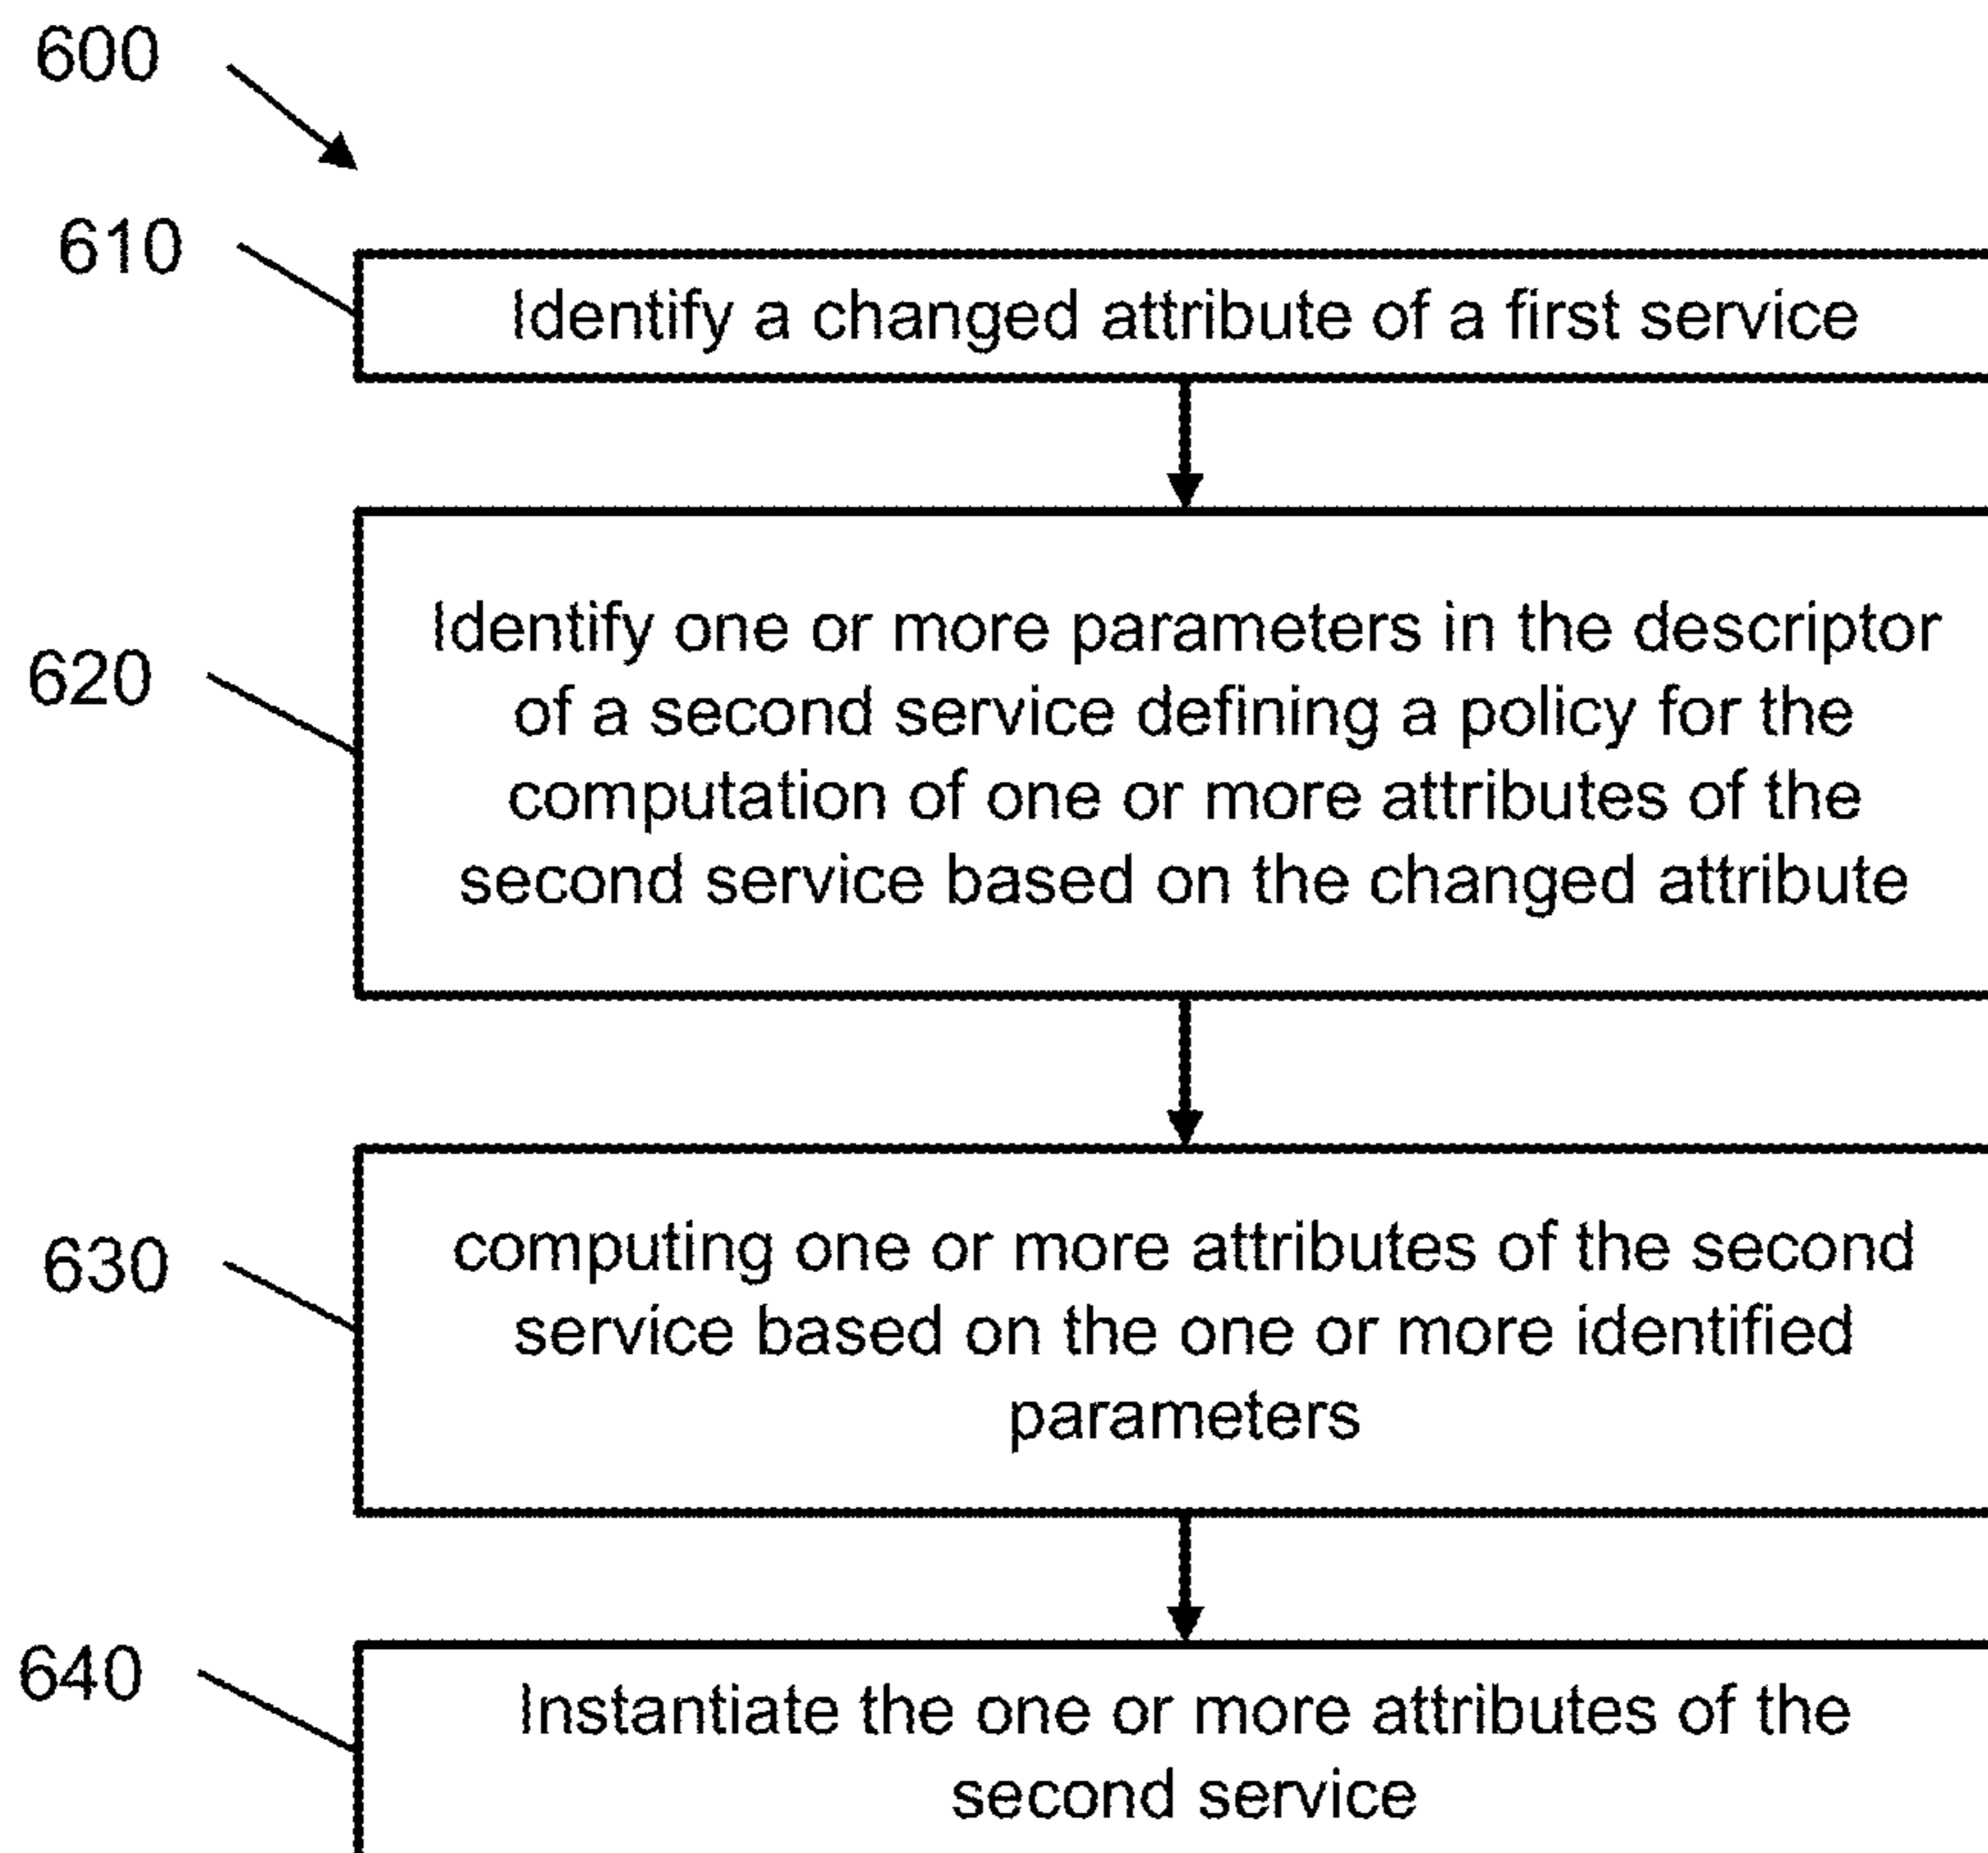 600
610
Identify a changed attribute of a first service
620
Identify one or more parameters in the descriptor
of a second service defining a policy for the
computation of one or more attributes of the
second service based on the changed attribute
630
computing one or more attributes of the second
service based on the one or more identified
parameters
640
Instantiate the one or more attributes of the
second service